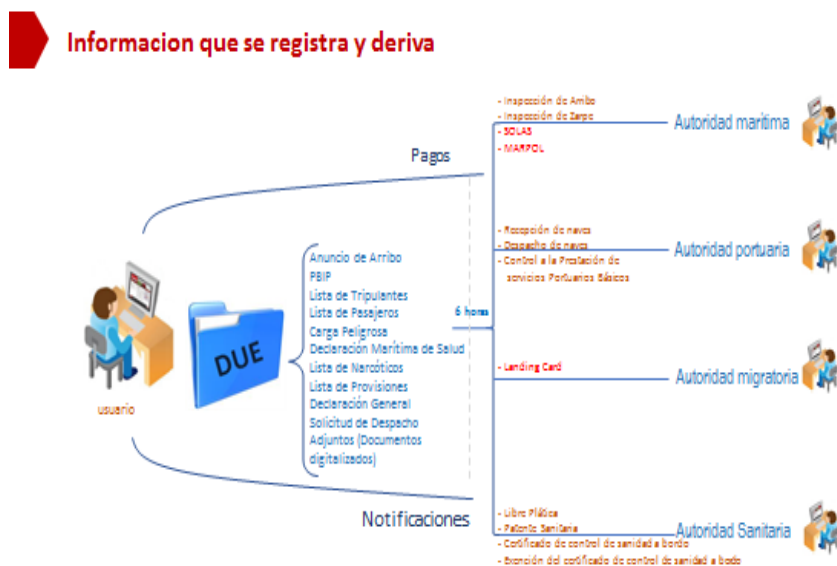 Informacion que se registra y deriva
Pagos
usuario
DUE
Anuncio de Arribo
PBIP
Lista de Tripulantes
Lista de Pasajeros
Carga Peligrosa
Declaración Marítima de Salud
Lista de Narcóticos
Lista de Provisiones
Declaración General
Solicitud de Despacho
Adjuntos (Documentos
digitalizados)
Notificaciones
6 horas
- Inspección de Arribo
- Inspección de Zarpe
- SOLAS
- MARPOL
Autoridad marítima
- Recepción de naves
- Despacho de naves
- Control a la Prestación de
servicios Portuarios Básicos
Autoridad portuaria
- Landing Card
Autoridad migratoria
- Libre Plática
- Patente Sanitaria
- Certificado de control de sanidad a bordo
- Exención del certificado de control de sanidad a bodo
Autoridad Sanitaria